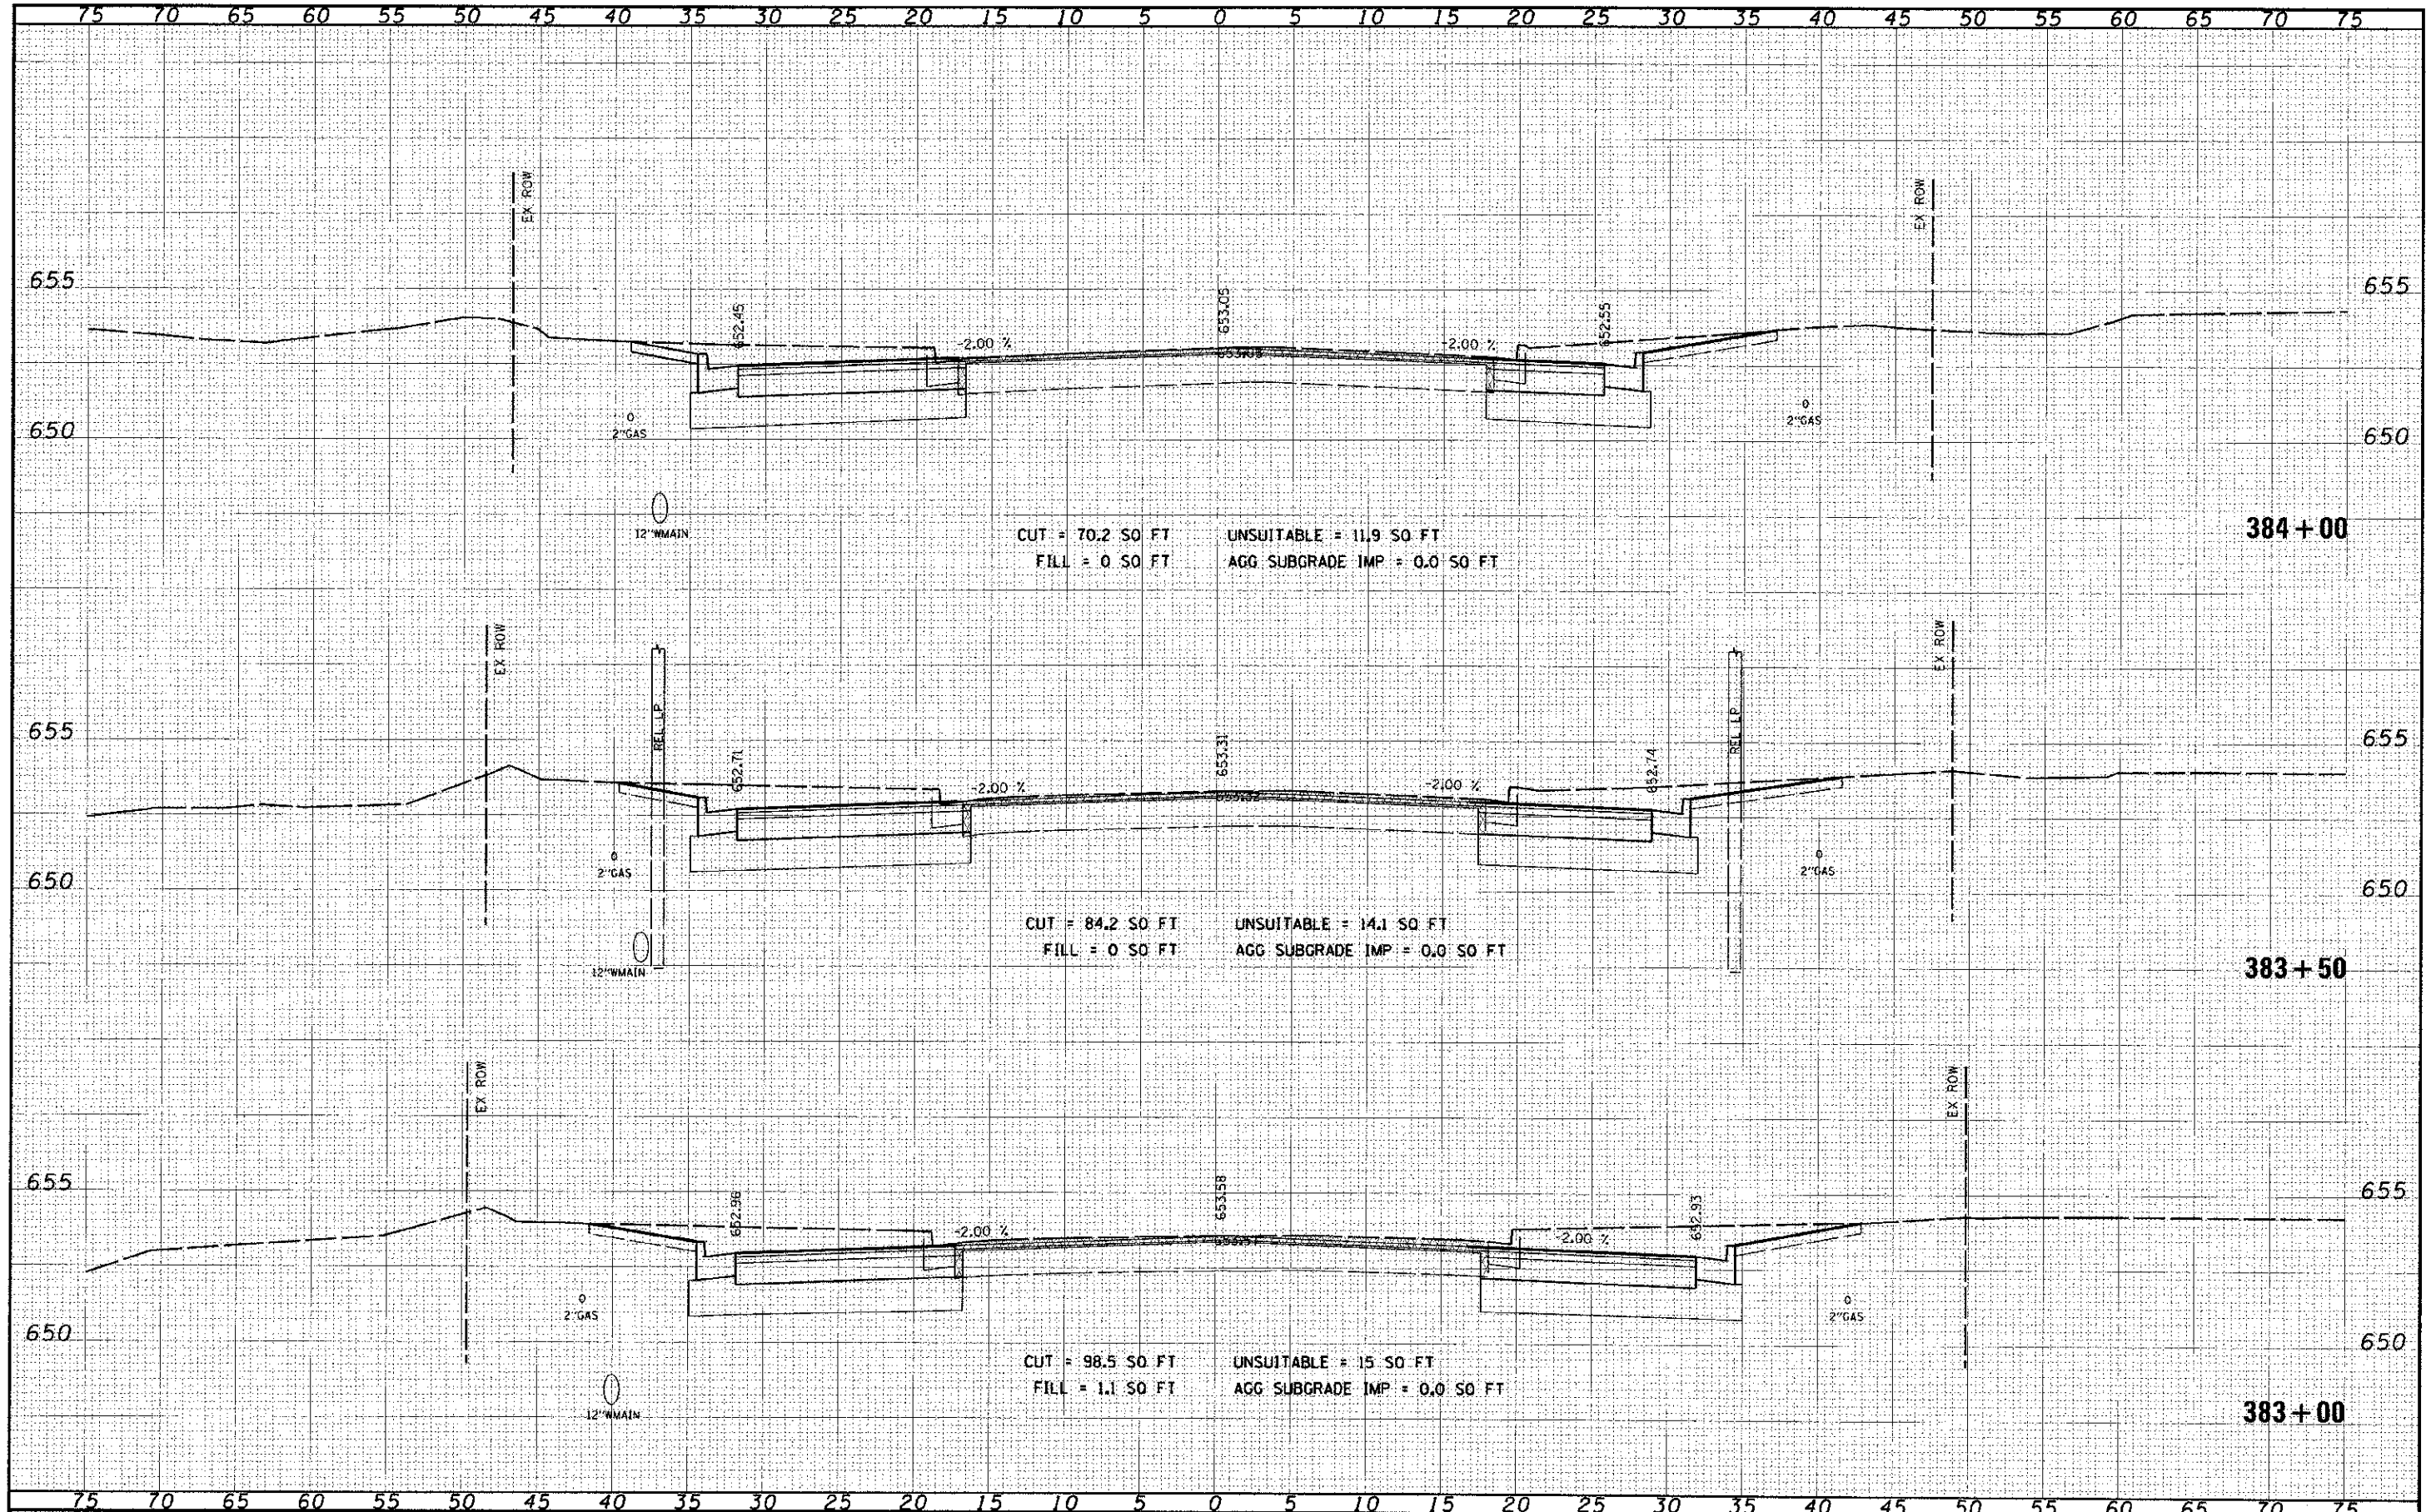 75 70 65 60 55 50 45 40 35 30 25 20 15 10 5 0 5 10 15 20 25 30 35 40 45 50 55 60 65 70 75
EX ROW
EX ROW
655
655
652.45
653.05
652.55
-2.00 %
-2.00 %
650
650
2"GAS
2"GAS
12"WMAIN
CUT = 70.2 SQ FT UNSUITABLE = 11.9 SQ FT
FILL = 0 SQ FT AGG SUBGRADE IMP = 0.0 SQ FT
384+00
EX ROW
EX ROW
REL LP
REL LP
655
655
652.71
653.31
652.74
-2.00 %
-2.00 %
650
650
2"GAS
2"GAS
12"WMAIN
CUT = 84.2 SQ FT UNSUITABLE = 14.1 SQ FT
FILL = 0 SQ FT AGG SUBGRADE IMP = 0.0 SQ FT
383+50
EX ROW
EX ROW
655
655
652.96
653.58
652.93
-2.00 %
-2.00 %
650
650
2"GAS
2"GAS
12"WMAIN
CUT = 98.5 SQ FT UNSUITABLE = 15 SQ FT
FILL = 1.1 SQ FT AGG SUBGRADE IMP = 0.0 SQ FT
383+00
75 70 65 60 55 50 45 40 35 30 25 20 15 10 5 0 5 10 15 20 25 30 35 40 45 50 55 60 65 70 75